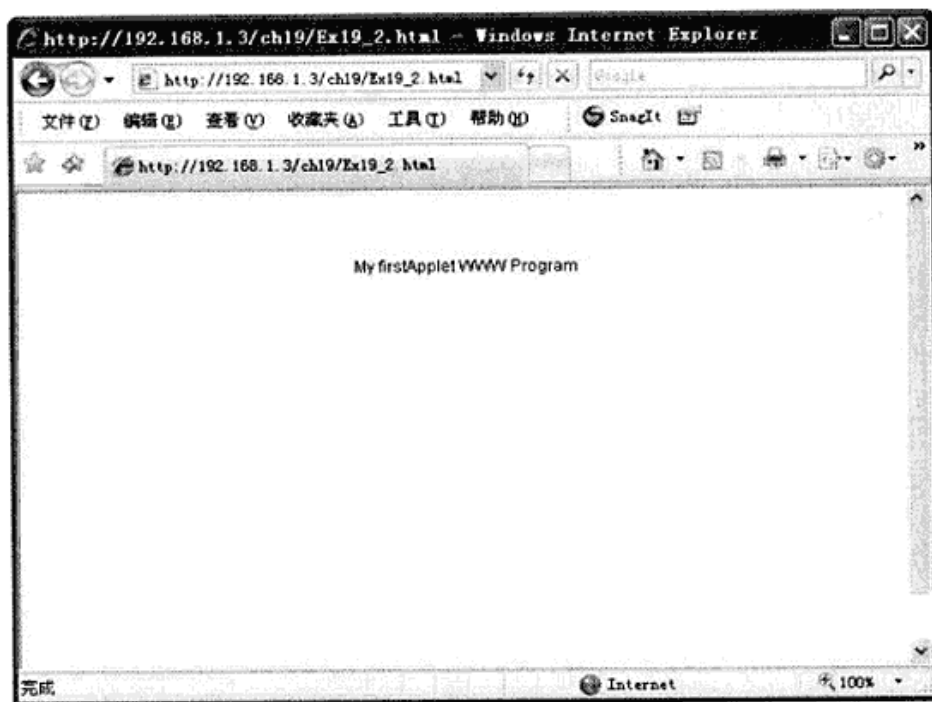 http://192.168.1.3/ch19/Ex19_2.html - Windows Internet Explorer
http://192.168.1.3/ch19/Ex19_2.html Google
文件(F) 编辑(E) 查看(V) 收藏夹(A) 工具(T) 帮助(H) SnagIt
http://192.168.1.3/ch19/Ex19_2.html
My firstApplet WWW Program
完成 Internet 100%